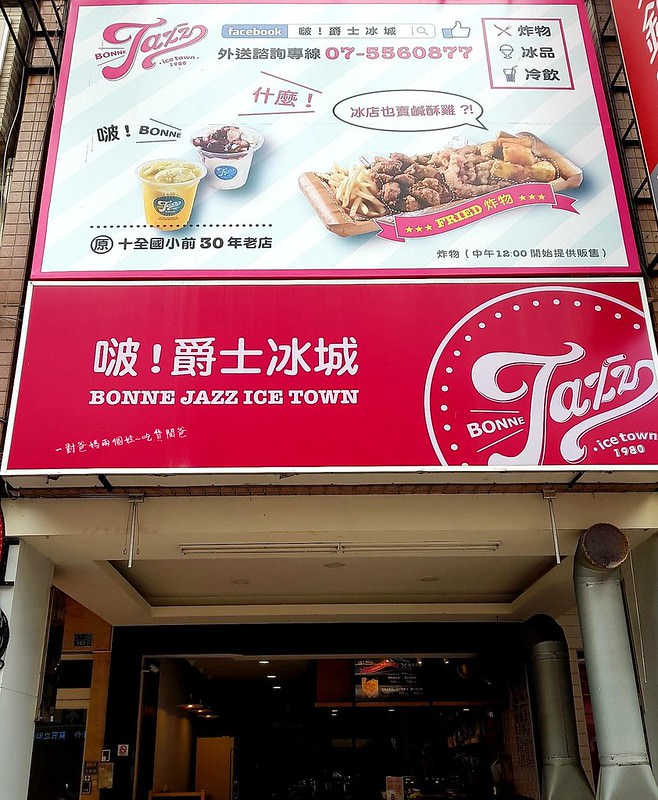 BONNE Jazz
.ice town.
1980
facebook 啵!爵士冰城
外送諮詢專線 07-5560877
炸物
冰品
冷飲
什麼!
冰店也賣鹹酥雞?!
啵!BONNE
Jazz
Jazz
★★★ FRIED 炸物 ★★★
原 十全國小前30年老店
炸物(中午12:00開始提供販售)
啵!爵士冰城
BONNE JAZZ ICE TOWN
BONNE Jazz
.ice town.
1980